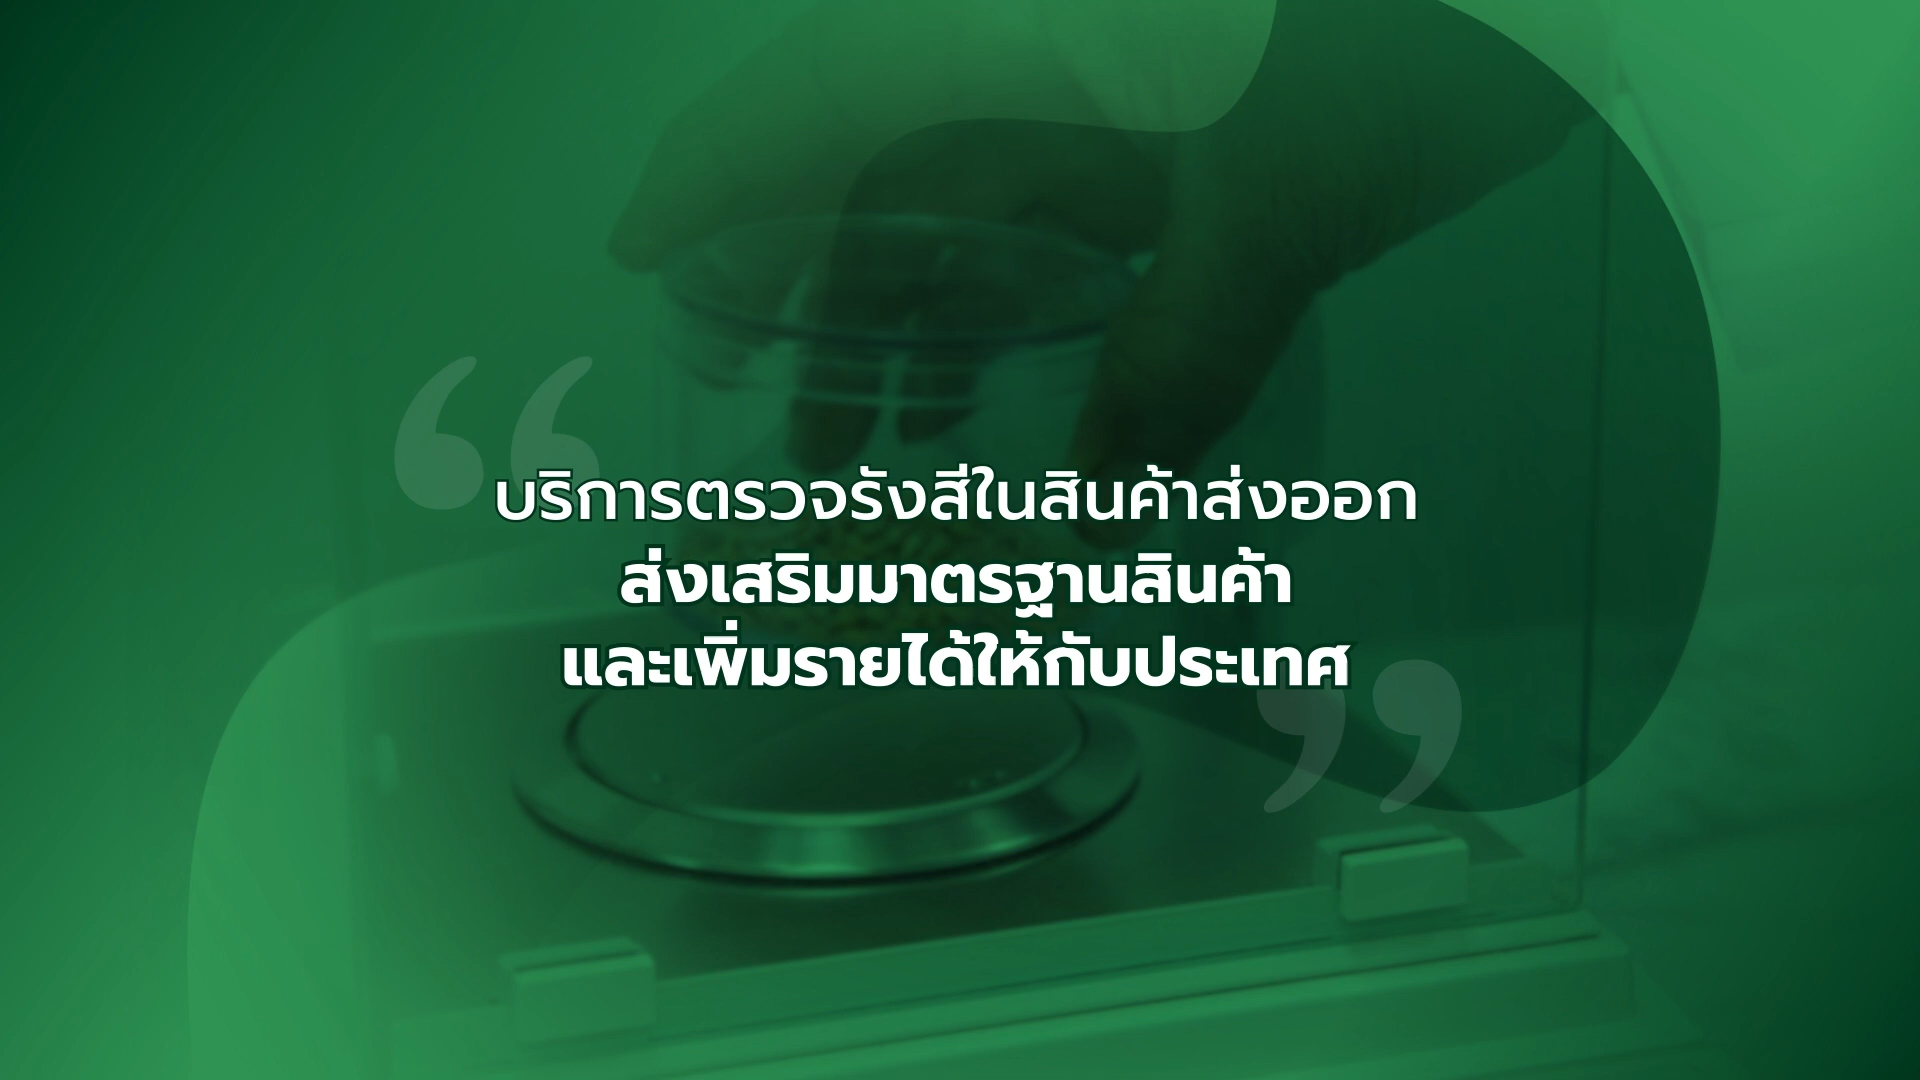 บริการตรวจรังสีในสินค้าส่งออก
ส่งเสริมมาตรฐานสินค้า
และเพิ่มรายได้ให้กับประเทศ